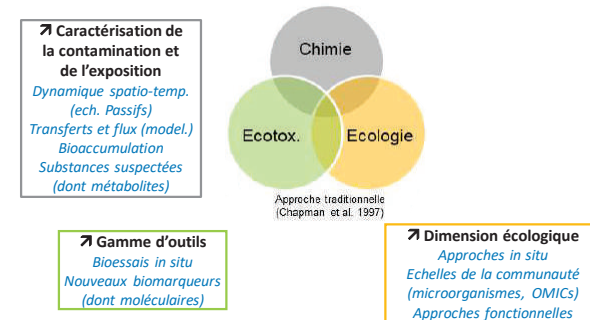 ↗ Caractérisation de
la contamination et
de l'exposition
Dynamique spatio-temp.
(ech. Passifs)
Transferts et flux (model.)
Bioaccumulation
Substances suspectées
(dont métabolites)
Chimie
Ecotox.
Ecologie
Approche traditionnelle
(Chapman et al. 1997)
↗ Gamme d'outils
Bioessais in situ
Nouveaux biomarqueurs
(dont moléculaires)
↗ Dimension écologique
Approches in situ
Echelles de la communauté
(microorganismes, OMICs)
Approches fonctionnelles